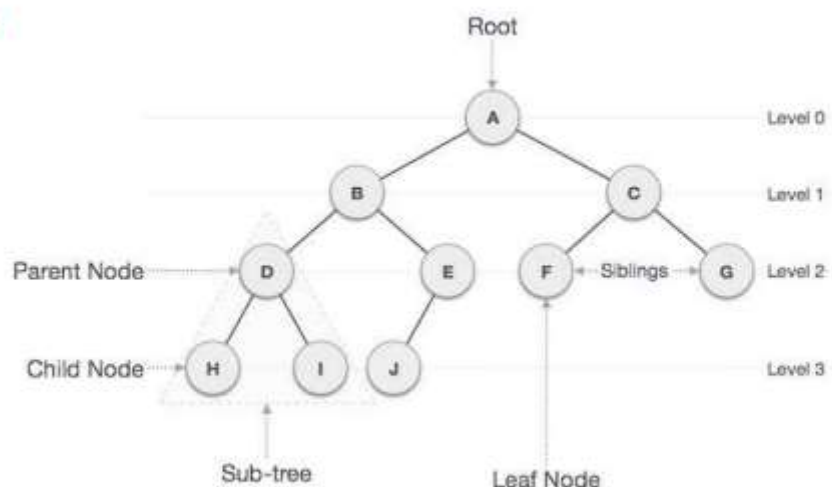 Root
A
Level 0
B
C
Level 1
Parent Node
D
E
F
Siblings
G
Level 2
Child Node
H
I
J
Level 3
Sub-tree
Leaf Node